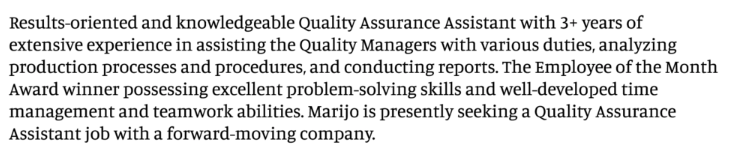 Results-oriented and knowledgeable Quality Assurance Assistant with 3+ years of
extensive experience in assisting the Quality Managers with various duties, analyzing
production processes and procedures, and conducting reports. The Employee of the Month
Award winner possessing excellent problem-solving skills and well-developed time
management and teamwork abilities. Marijo is presently seeking a Quality Assurance
Assistant job with a forward-moving company.